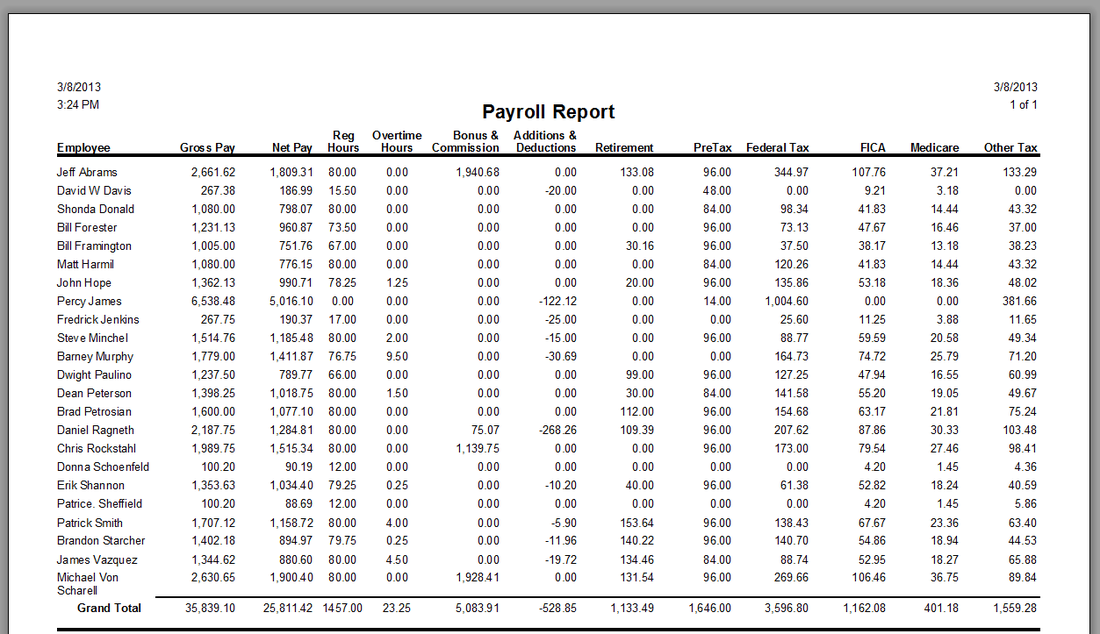 3/8/2013 3/8/2013
3:24 PM 1 of 1
Payroll Report
Reg Overtime Bonus & Additions &
Employee Gross Pay Net Pay Hours Hours Commission Deductions Retirement PreTax Federal Tax FICA Medicare Other Tax
Jeff Abrams 2,661.62 1,809.31 80.00 0.00 1,940.68 0.00 133.08 96.00 344.97 107.76 37.21 133.29
David W Davis 267.38 186.99 15.50 0.00 0.00 -20.00 0.00 48.00 0.00 9.21 3.18 0.00
Shonda Donald 1,080.00 798.07 80.00 0.00 0.00 0.00 0.00 84.00 98.34 41.83 14.44 43.32
Bill Forester 1,231.13 960.87 73.50 0.00 0.00 0.00 0.00 96.00 73.13 47.67 16.46 37.00
Bill Framington 1,005.00 751.76 67.00 0.00 0.00 0.00 30.16 96.00 37.50 38.17 13.18 38.23
Matt Harmil 1,080.00 776.15 80.00 0.00 0.00 0.00 0.00 84.00 120.26 41.83 14.44 43.32
John Hope 1,362.13 990.71 78.25 1.25 0.00 0.00 20.00 96.00 135.86 53.18 18.36 48.02
Percy James 6,538.48 5,016.10 0.00 0.00 0.00 -122.12 0.00 14.00 1,004.60 0.00 0.00 381.66
Fredrick Jenkins 267.75 190.37 17.00 0.00 0.00 -25.00 0.00 0.00 25.60 11.25 3.88 11.65
Steve Minchel 1,514.76 1,185.48 80.00 2.00 0.00 -15.00 0.00 96.00 88.77 59.59 20.58 49.34
Barney Murphy 1,779.00 1,411.87 76.75 9.50 0.00 -30.69 0.00 0.00 164.73 74.72 25.79 71.20
Dwight Paulino 1,237.50 789.77 66.00 0.00 0.00 0.00 99.00 96.00 127.25 47.94 16.55 60.99
Dean Peterson 1,398.25 1,018.75 80.00 1.50 0.00 0.00 30.00 84.00 141.58 55.20 19.05 49.67
Brad Petrosian 1,600.00 1,077.10 80.00 0.00 0.00 0.00 112.00 96.00 154.68 63.17 21.81 75.24
Daniel Ragneth 2,187.75 1,284.81 80.00 0.00 75.07 -268.26 109.39 96.00 207.62 87.86 30.33 103.48
Chris Rockstahl 1,989.75 1,515.34 80.00 0.00 1,139.75 0.00 0.00 96.00 173.00 79.54 27.46 98.41
Donna Schoenfeld 100.20 90.19 12.00 0.00 0.00 0.00 0.00 0.00 0.00 4.20 1.45 4.36
Erik Shannon 1,353.63 1,034.40 79.25 0.25 0.00 -10.20 40.00 96.00 61.38 52.82 18.24 40.59
Patrice. Sheffield 100.20 88.69 12.00 0.00 0.00 0.00 0.00 0.00 0.00 4.20 1.45 5.86
Patrick Smith 1,707.12 1,158.72 80.00 4.00 0.00 -5.90 153.64 96.00 138.43 67.67 23.36 63.40
Brandon Starcher 1,402.18 894.97 79.75 0.25 0.00 -11.96 140.22 96.00 140.70 54.86 18.94 44.53
James Vazquez 1,344.62 880.60 80.00 4.50 0.00 -19.72 134.46 84.00 88.74 52.95 18.27 65.88
Michael Von 2,630.65 1,900.40 80.00 0.00 1,928.41 0.00 131.54 96.00 269.66 106.46 36.75 89.84
Scharell
Grand Total 35,839.10 25,811.42 1457.00 23.25 5,083.91 -528.85 1,133.49 1,646.00 3,596.80 1,162.08 401.18 1,559.28